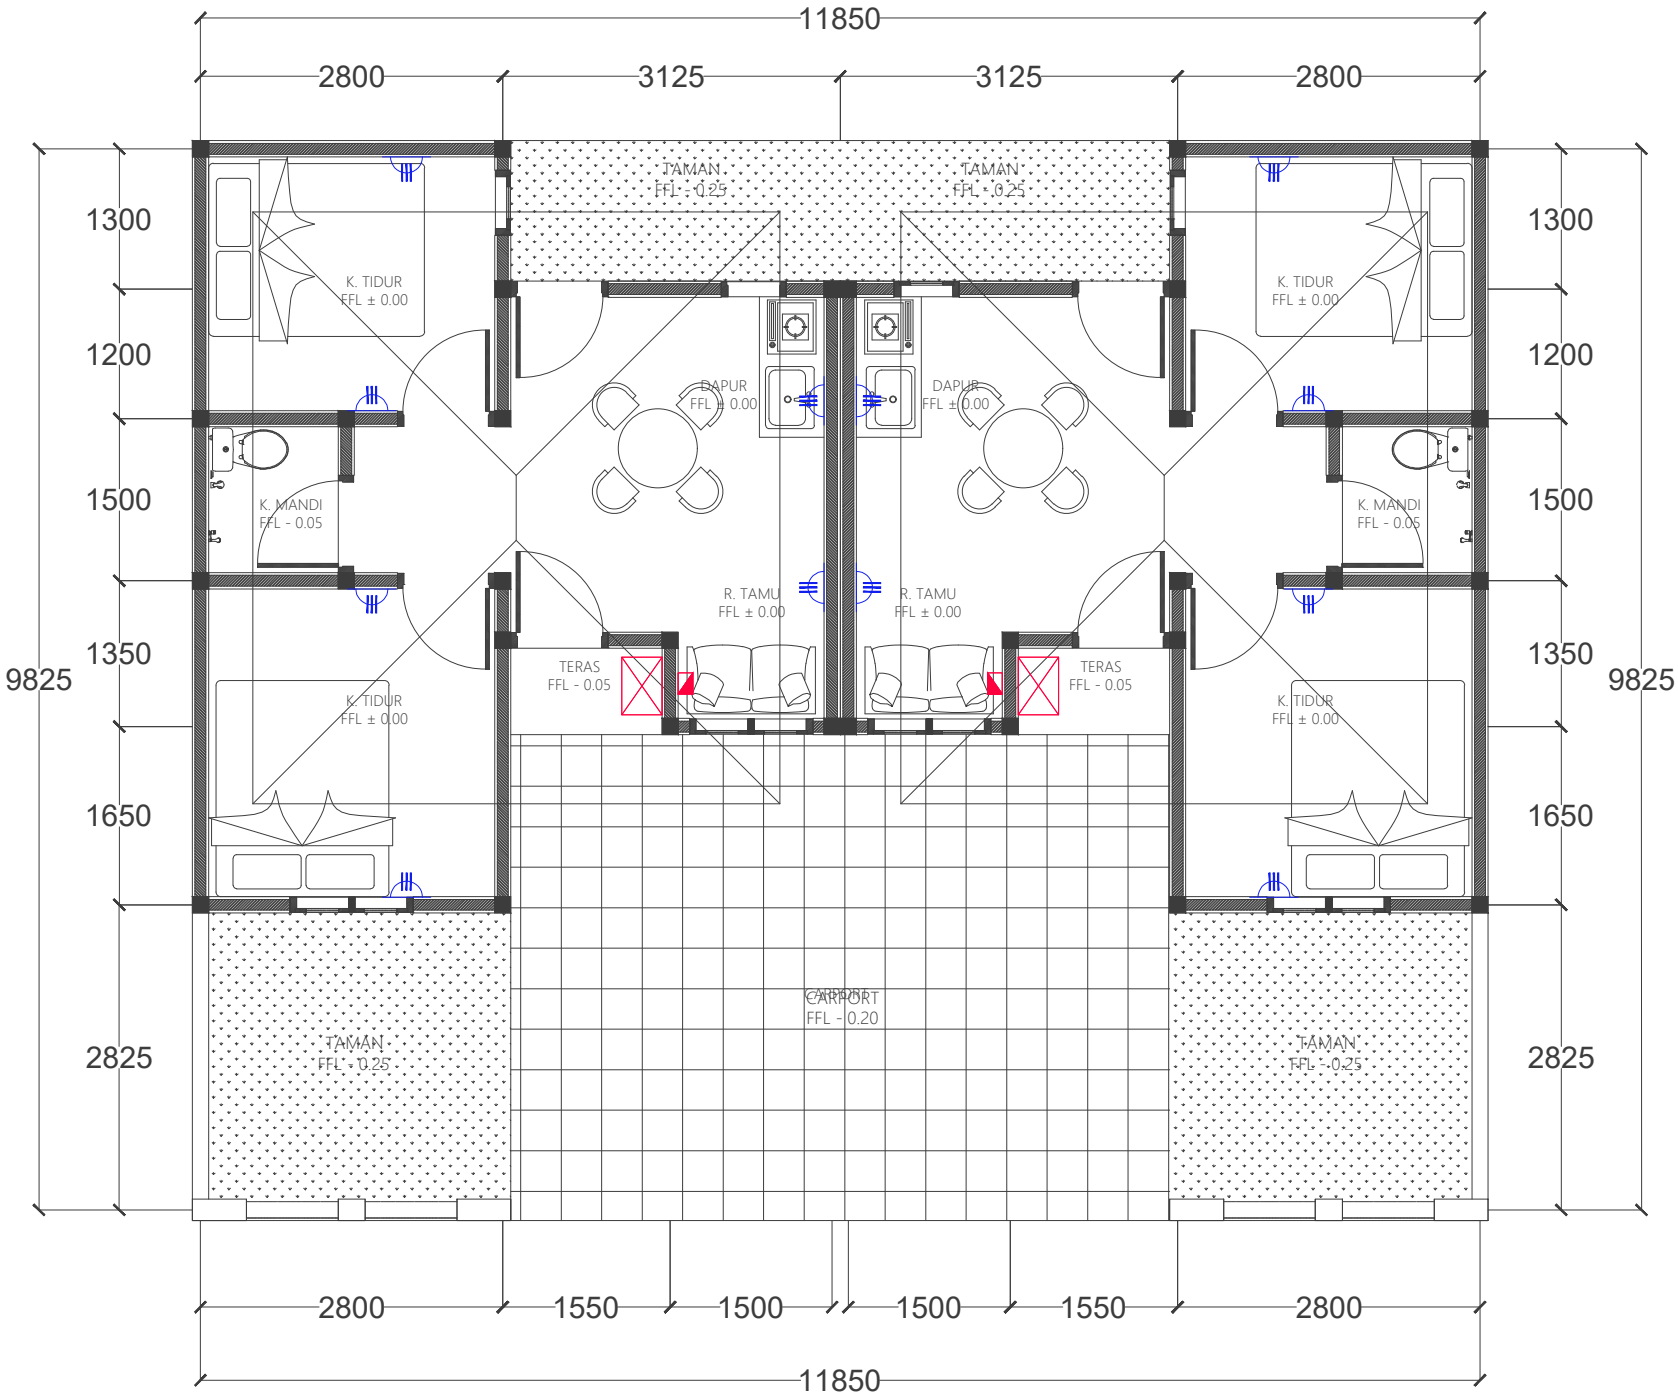 11850
2800
3125
3125
2800
TAMAN
FFL - 0.25
TAMAN
FFL - 0.25
1300
1300
K. TIDUR
FFL ± 0.00
K. TIDUR
FFL ± 0.00
1200
1200
DAPUR
FFL ± 0.00
DAPUR
FFL ± 0.00
1500
1500
K. MANDI
FFL - 0.05
K. MANDI
FFL - 0.05
R. TAMU
FFL ± 0.00
R. TAMU
FFL ± 0.00
1350
1350
9825
9825
TERAS
FFL - 0.05
TERAS
FFL - 0.05
K. TIDUR
FFL ± 0.00
K. TIDUR
FFL ± 0.00
1650
1650
CARPORT
CARPORT
FFL - 0.20
2825
2825
TAMAN
FFL - 0.25
TAMAN
FFL - 0.25
2800
1550
1500
1500
1550
2800
11850